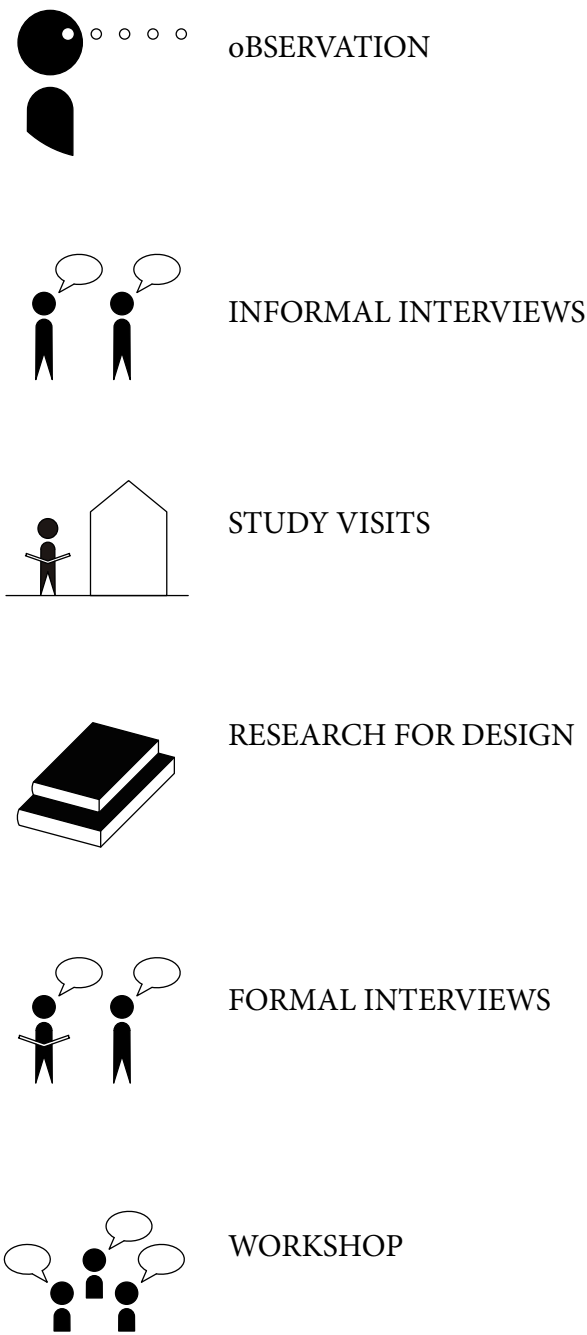 oBSERVATION
INFORMAL INTERVIEWS
STUDY VISITS
RESEARCH FOR DESIGN
FORMAL INTERVIEWS
WORKSHOP